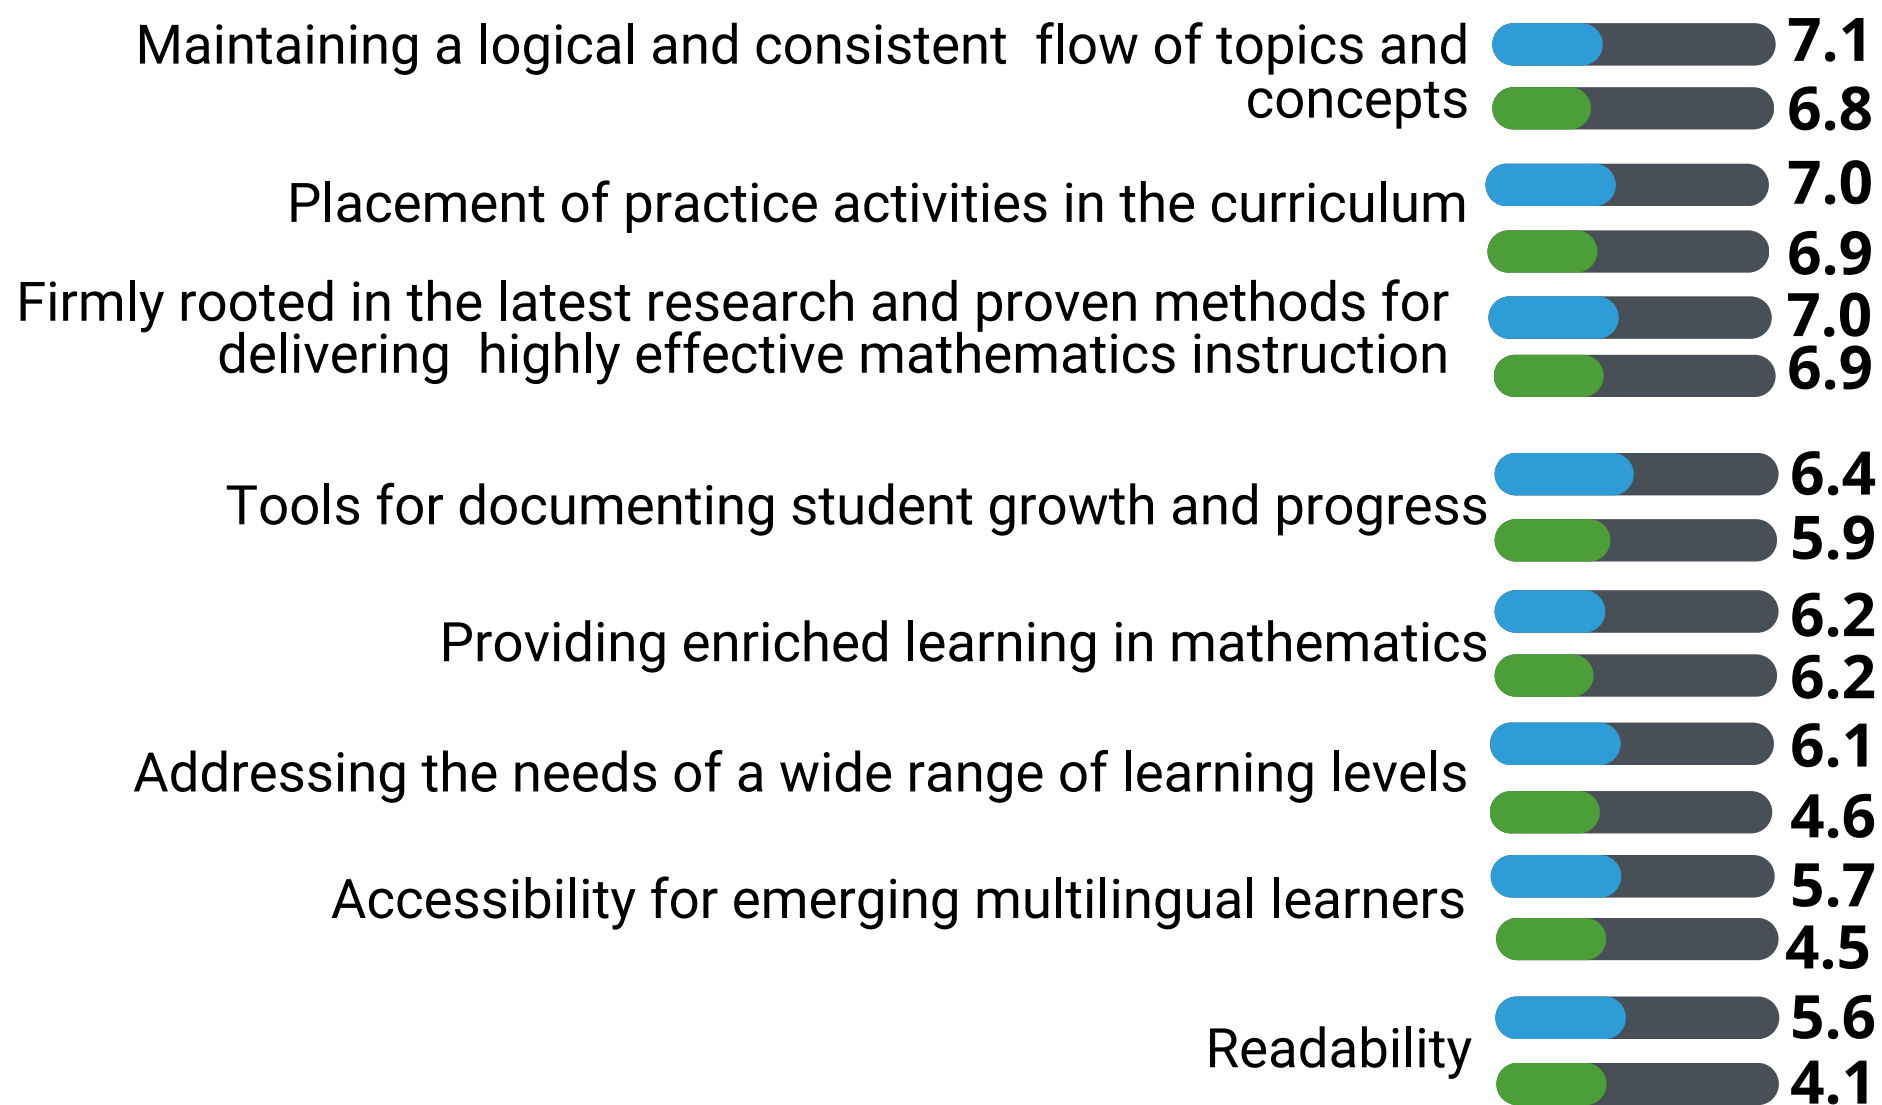 Maintaining a logical and consistent  flow of topics and
concepts
7.1
6.8
Placement of practice activities in the curriculum
7.0
6.9
Firmly rooted in the latest research and proven methods for
delivering  highly effective mathematics instruction
7.0
6.9
Tools for documenting student growth and progress
6.4
5.9
Providing enriched learning in mathematics
6.2
6.2
Addressing the needs of a wide range of learning levels
6.1
4.6
Accessibility for emerging multilingual learners
5.7
4.5
Readability
5.6
4.1